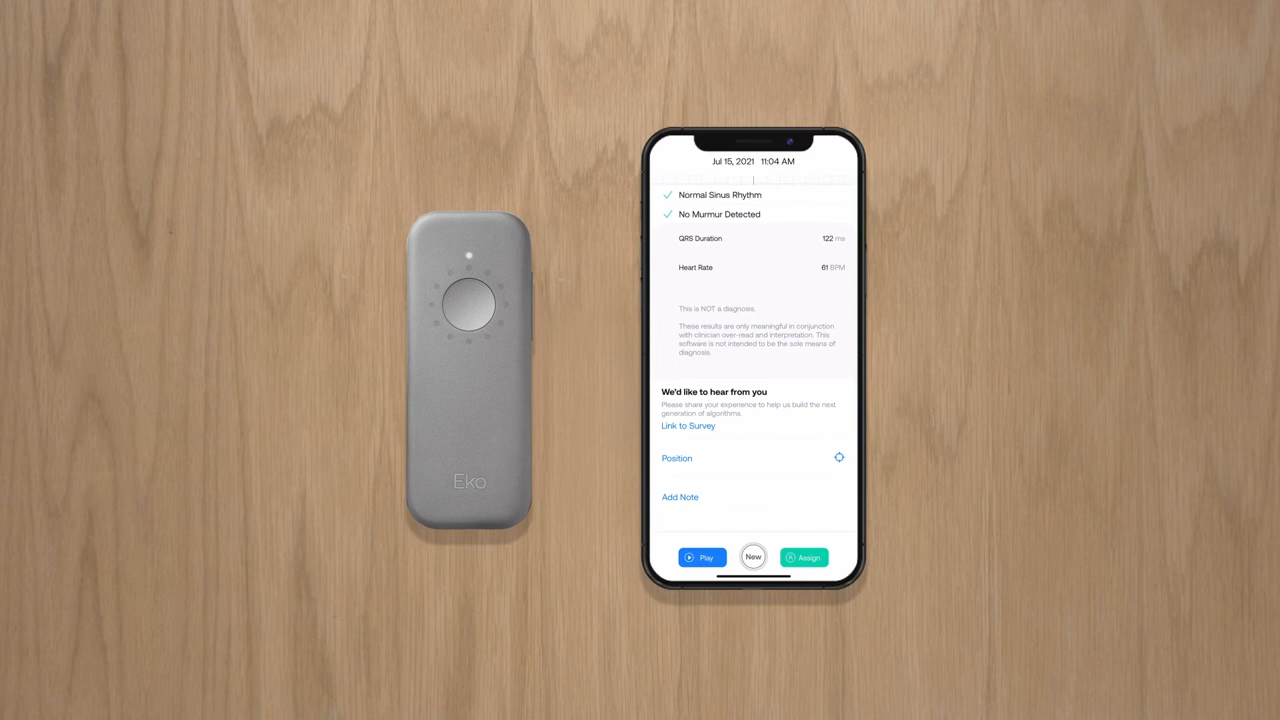 Eko
Jul 15, 2021 11:04 AM
Normal Sinus Rhythm
No Murmur Detected
QRS Duration 122 ms
Heart Rate 61 BPM
This is NOT a diagnosis.
These results are only meaningful in conjunction
with clinician over-read and interpretation. This
software is not intended to be the sole means of
diagnosis.
We'd like to hear from you
Please share your experience to help us build the next
generation of algorithms.
Link to Survey
Position
Add Note
Play New Assign